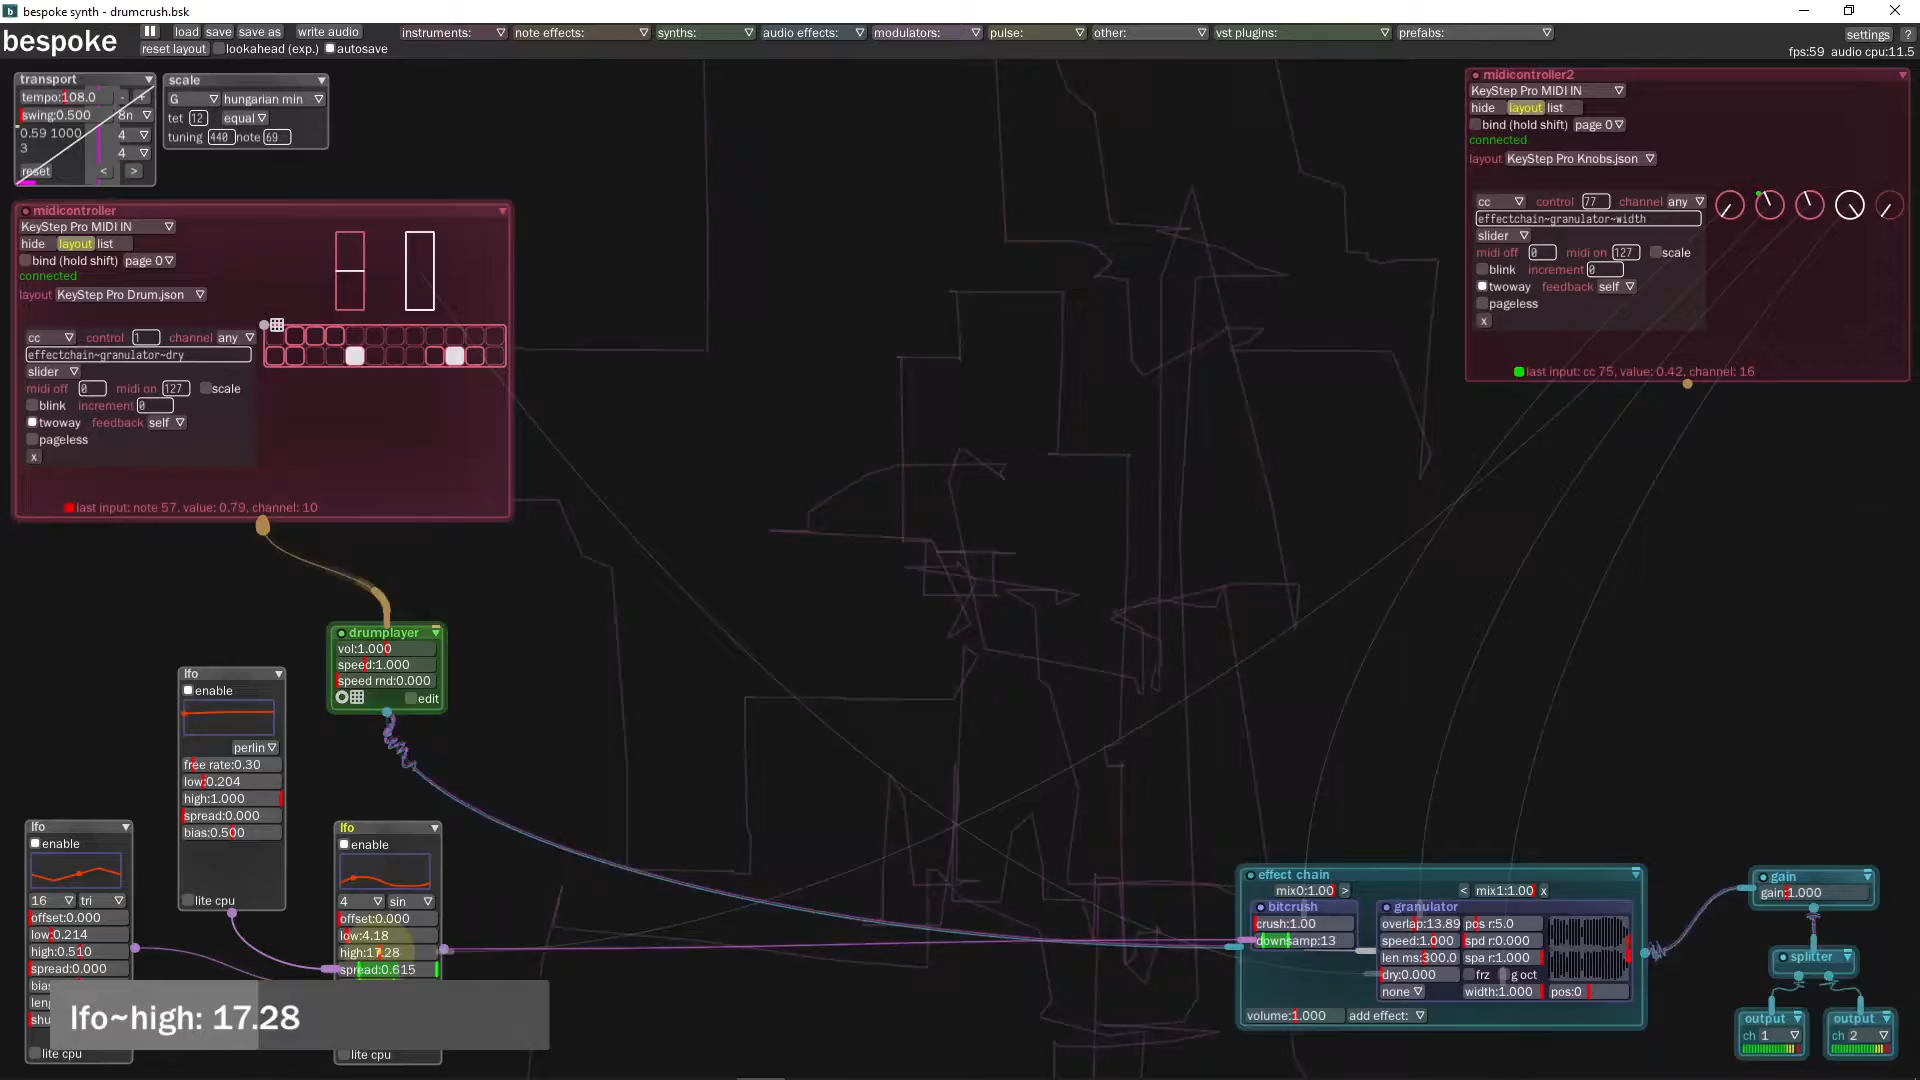 bespoke synth - drumcrush.bsk
bespoke
load save save as write audio
reset layout lookahead (exp.) autosave
instruments: note effects: synths: audio effects: modulators: pulse: other: vst plugins: prefabs:
settings ?
fps:59 audio cpu:11.5
transport
tempo:108.0 - +
swing:0.500 8n
0.59 1000 4
3 4
reset < >
scale
G hungarian min
tet 12 equal
tuning 440 note 69
midicontroller2
KeyStep Pro MIDI IN
hide layout list
bind (hold shift) page 0
connected
layout KeyStep Pro Knobs.json
cc control 77 channel any
effectchain~granulator~width
slider
midi off 0 midi on 127 scale
blink increment 0
twoway feedback self
pageless
x
last input: cc 75, value: 0.42, channel: 16
midicontroller
KeyStep Pro MIDI IN
hide layout list
bind (hold shift) page 0
connected
layout KeyStep Pro Drum.json
cc control 1 channel any
effectchain~granulator~dry
slider
midi off 0 midi on 127 scale
blink increment 0
twoway feedback self
pageless
x
last input: note 57, value: 0.79, channel: 10
drumplayer
vol:1.000
speed:1.000
speed rnd:0.000
edit
lfo
enable
perlin
free rate:0.30
low:0.204
high:1.000
spread:0.000
bias:0.500
lite cpu
lfo
enable
16 tri
offset:0.000
low:0.214
high:0.510
spread:0.000
lite cpu
lfo
enable
4 sin
offset:0.000
low:4.18
high:17.28
spread:0.615
lite cpu
lfo~high: 17.28
effect chain
mix0:1.00 > < mix1:1.00 x
bitcrush
crush:1.00
downsamp:13
granulator
overlap:13.89 pos r:5.0
speed:1.000 spd r:0.000
len ms:300.0 spa r:1.000
dry:0.000 frz g oct
none width:1.000 pos:0
volume:1.000 add effect:
gain
gain:1.000
splitter
output
ch 1
output
ch 2